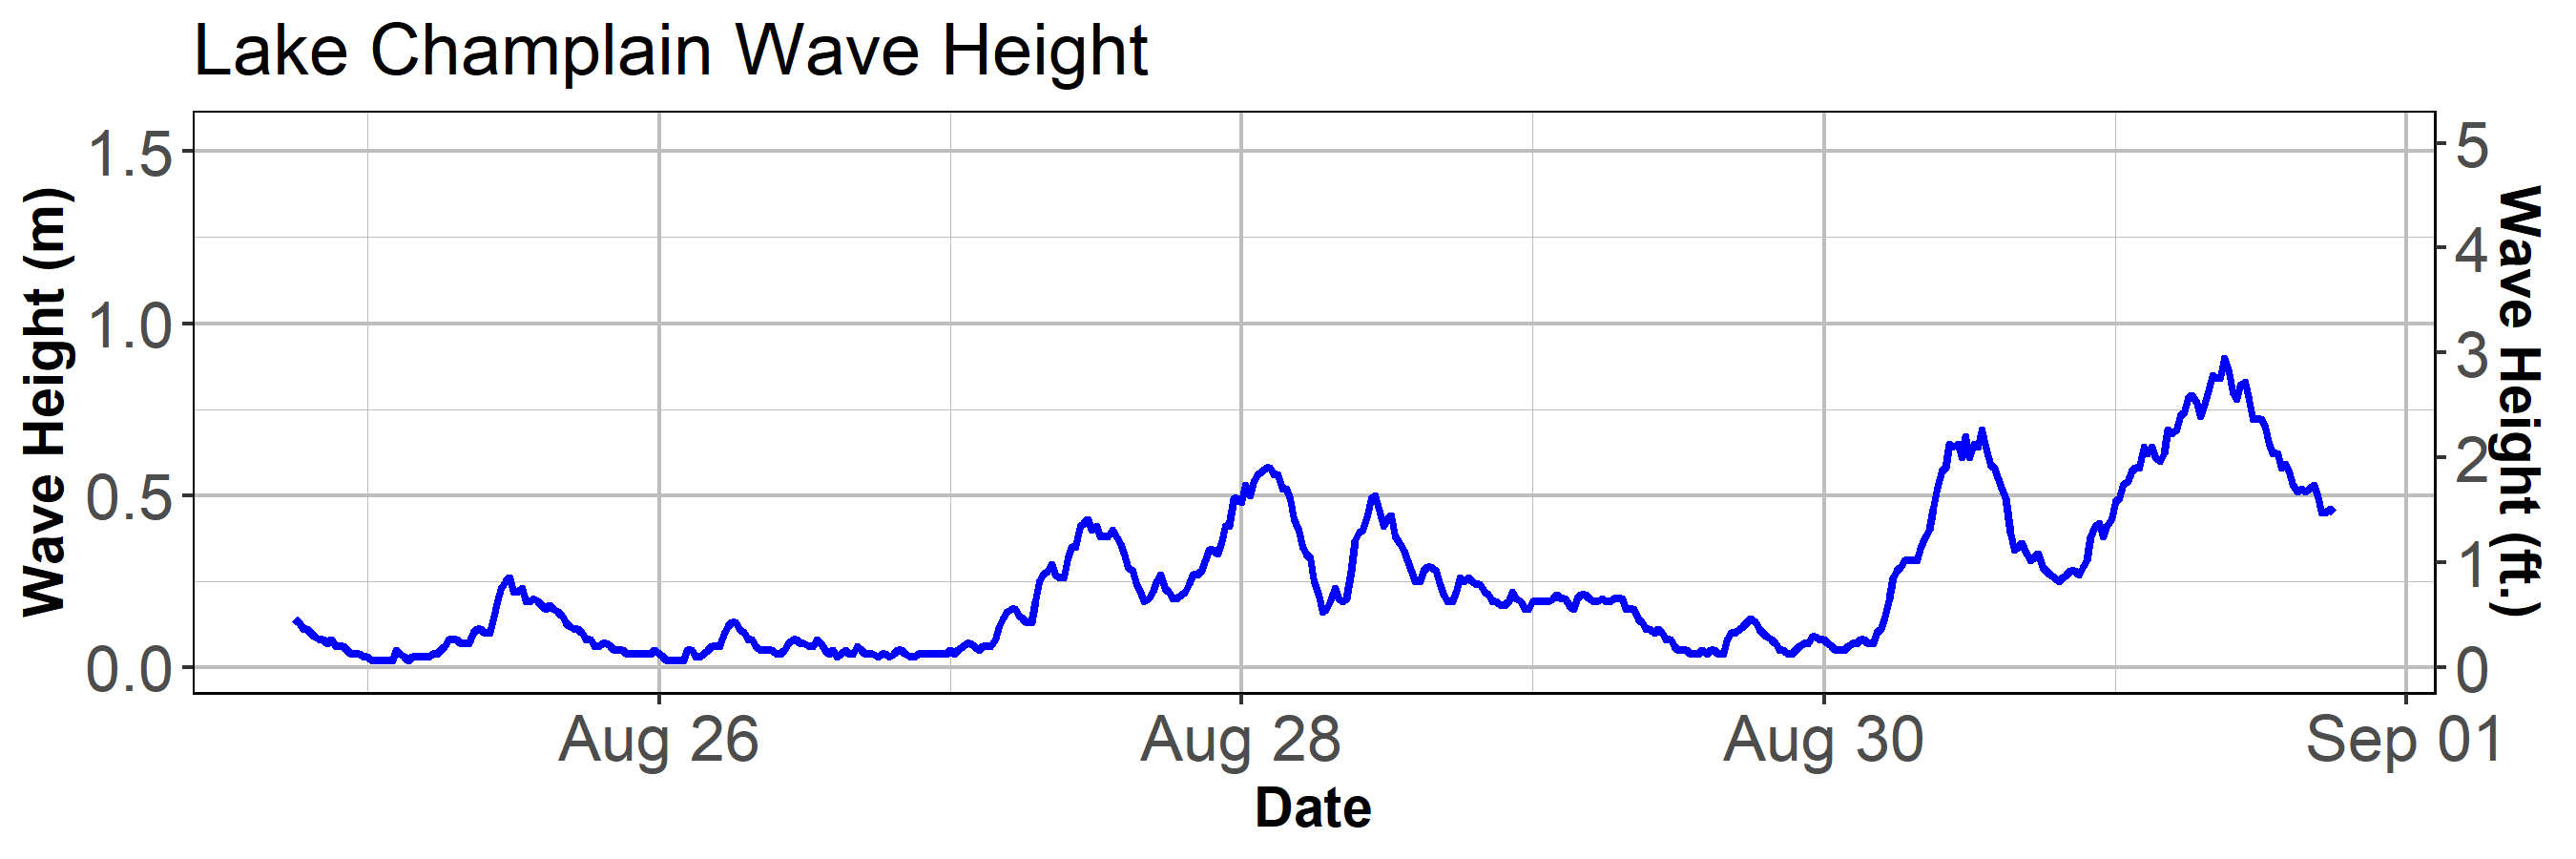 Lake Champlain Wave Height
Wave Height (m)
1.5
1.0
0.5
0.0
5
4
3
2
1
0
Wave Height (ft.)
Aug 26
Aug 28
Aug 30
Sep 01
Date